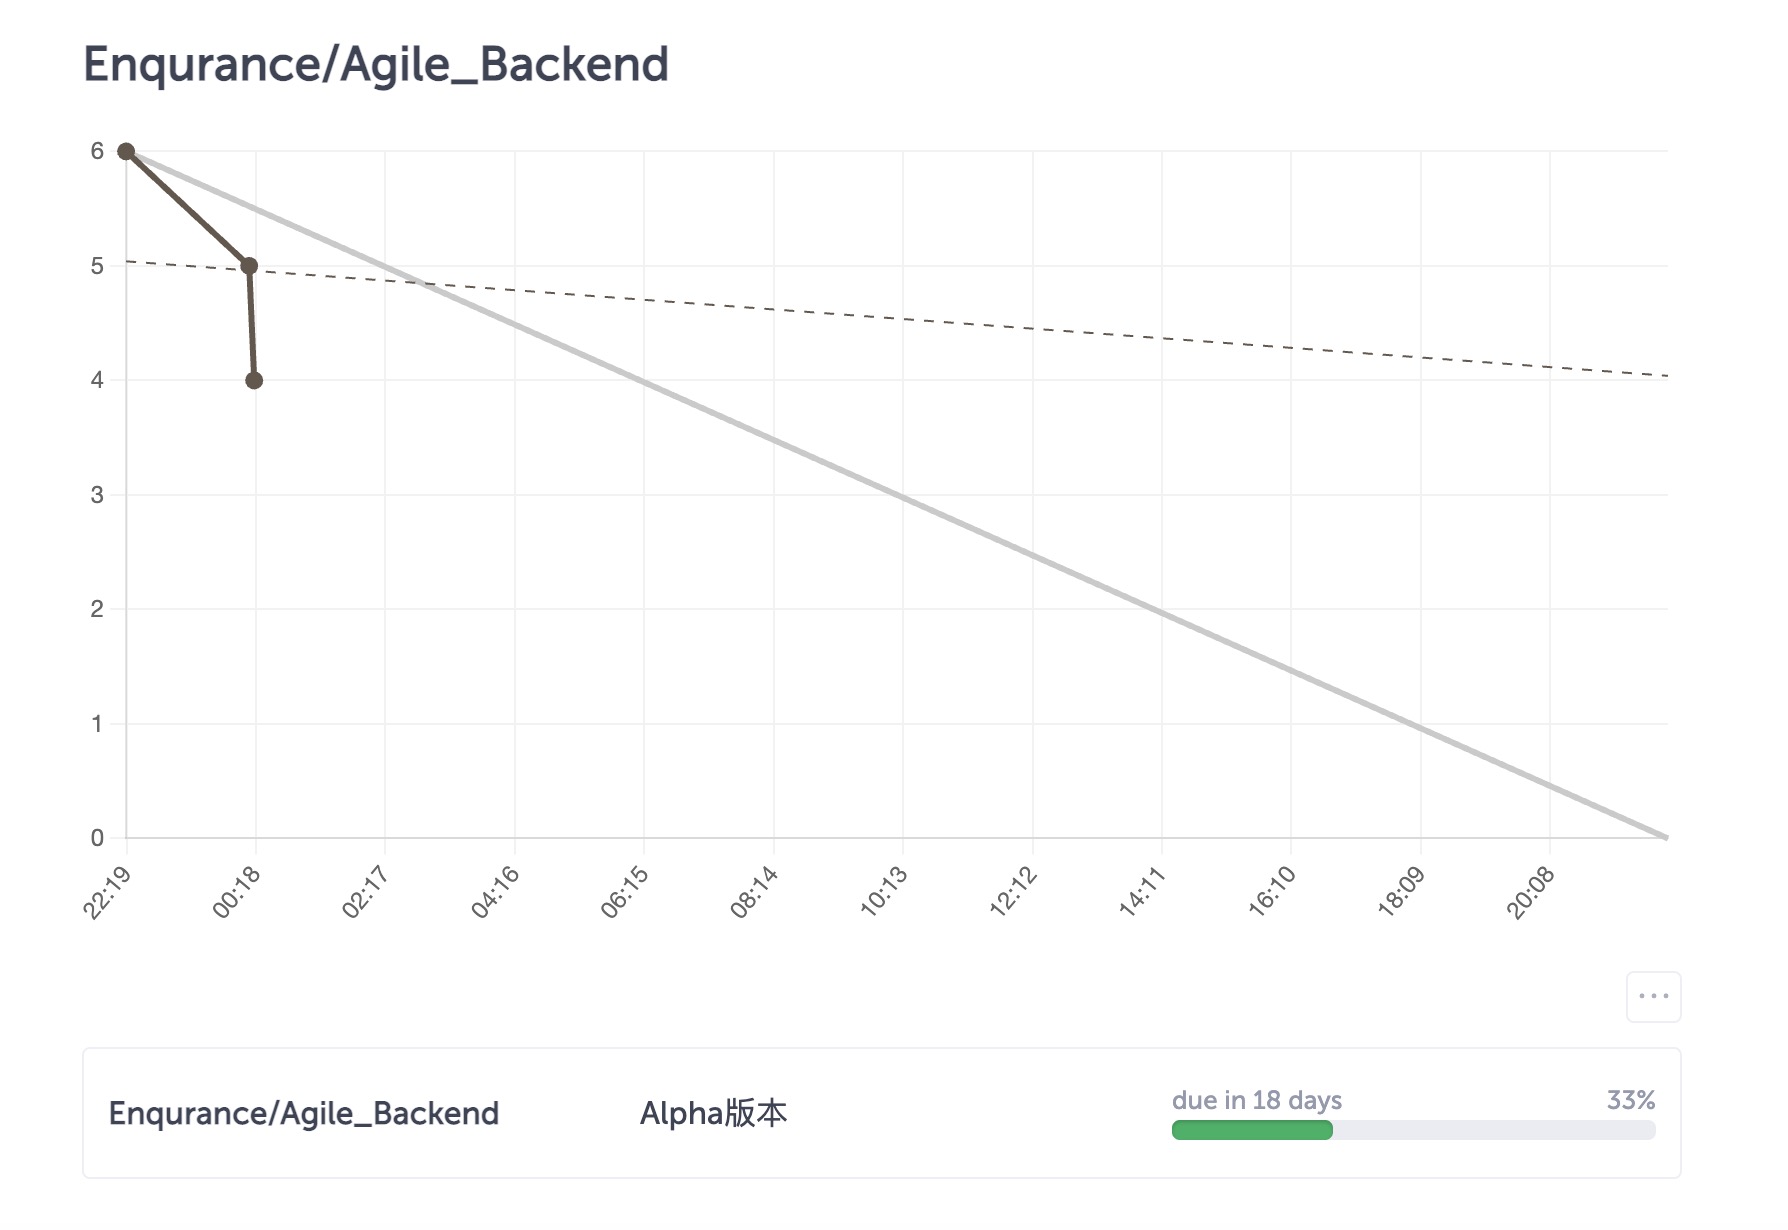 Enqurance/Agile_Backend
6
5
4
3
2
1
0
22:19 00:18 02:17 04:16 06:15 08:14 10:13 12:12 14:11 16:10 18:09 20:08
...
Enqurance/Agile_Backend Alpha版本 due in 18 days 33%